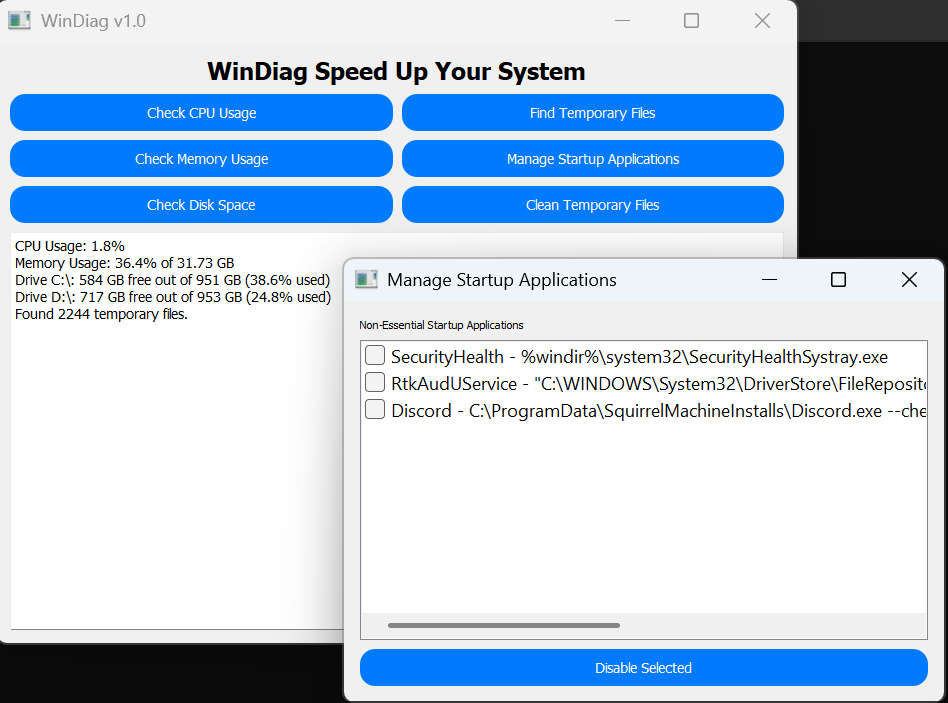 WinDiag v1.0
WinDiag Speed Up Your System
Check CPU Usage
Find Temporary Files
Check Memory Usage
Manage Startup Applications
Check Disk Space
Clean Temporary Files
CPU Usage: 1.8%
Memory Usage: 36.4% of 31.73 GB
Drive C:\: 584 GB free out of 951 GB (38.6% used)
Drive D:\: 717 GB free out of 953 GB (24.8% used)
Found 2244 temporary files.
Manage Startup Applications
Non-Essential Startup Applications
SecurityHealth - %windir%\system32\SecurityHealthSystray.exe
RtkAudUService - "C:\WINDOWS\System32\DriverStore\FileReposito
Discord - C:\ProgramData\SquirrelMachineInstalls\Discord.exe --che
Disable Selected